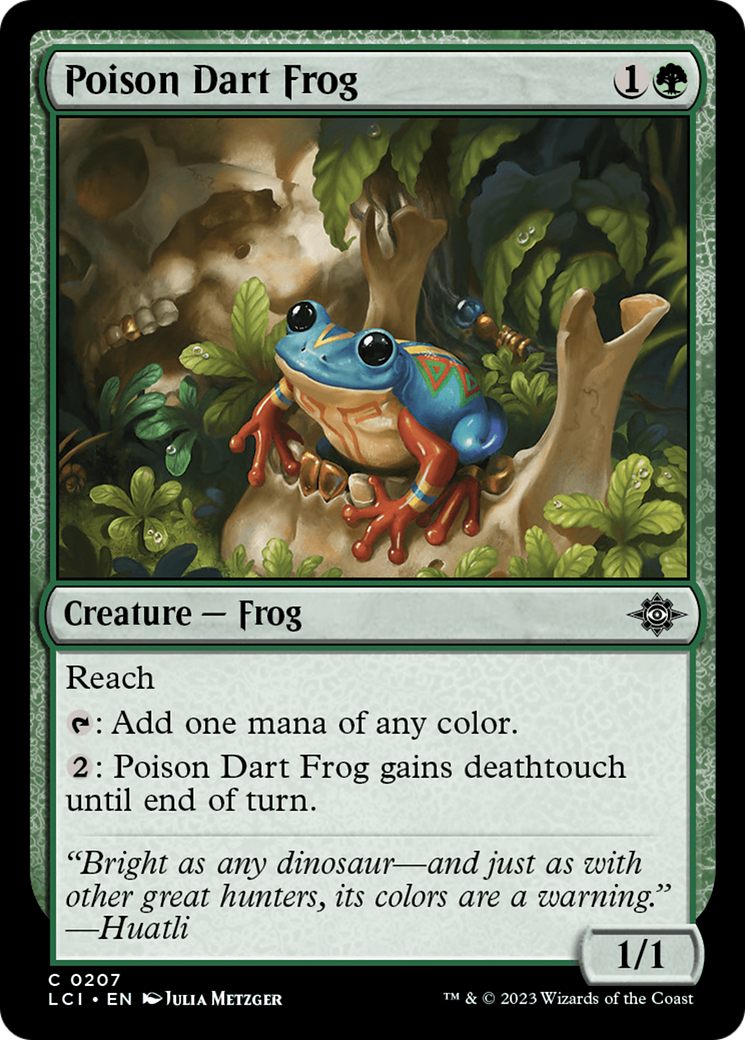 Poison Dart Frog 1
Creature — Frog
Reach
: Add one mana of any color.
2: Poison Dart Frog gains deathtouch
until end of turn.
“Bright as any dinosaur—and just as with
other great hunters, its colors are a warning.”
—Huatli
1/1
C 0207
LCI • EN Julia Metzger
™ & © 2023 Wizards of the Coast